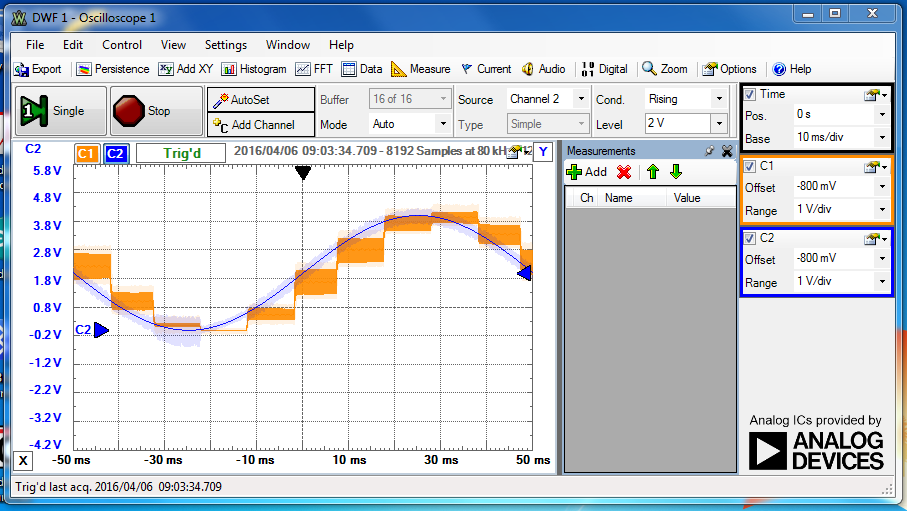 DWF 1 - Oscilloscope 1
File Edit Control View Settings Window Help
Export Persistence Add XY Histogram FFT Data Measure Current Audio Digital Zoom Options Help
Single Stop AutoSet Buffer 16 of 16 Source Channel 2 Cond. Rising
Add Channel Mode Auto Type Simple Level 2 V
C2 C1 C2 Trig'd 2016/04/06 09:03:34.709 - 8192 Samples at 80 kH Y
5.8 V
4.8 V
3.8 V
2.8 V
1.8 V
0.8 V
-0.2 V
-1.2 V
-2.2 V
-3.2 V
-4.2 V
C2
X -50 ms -30 ms -10 ms 10 ms 30 ms 50 ms
Measurements
Add
Ch Name Value
Time
Pos. 0 s
Base 10 ms/div
C1
Offset -800 mV
Range 1 V/div
C2
Offset -800 mV
Range 1 V/div
Analog ICs provided by
ANALOG
DEVICES
Trig'd last acq. 2016/04/06 09:03:34.709